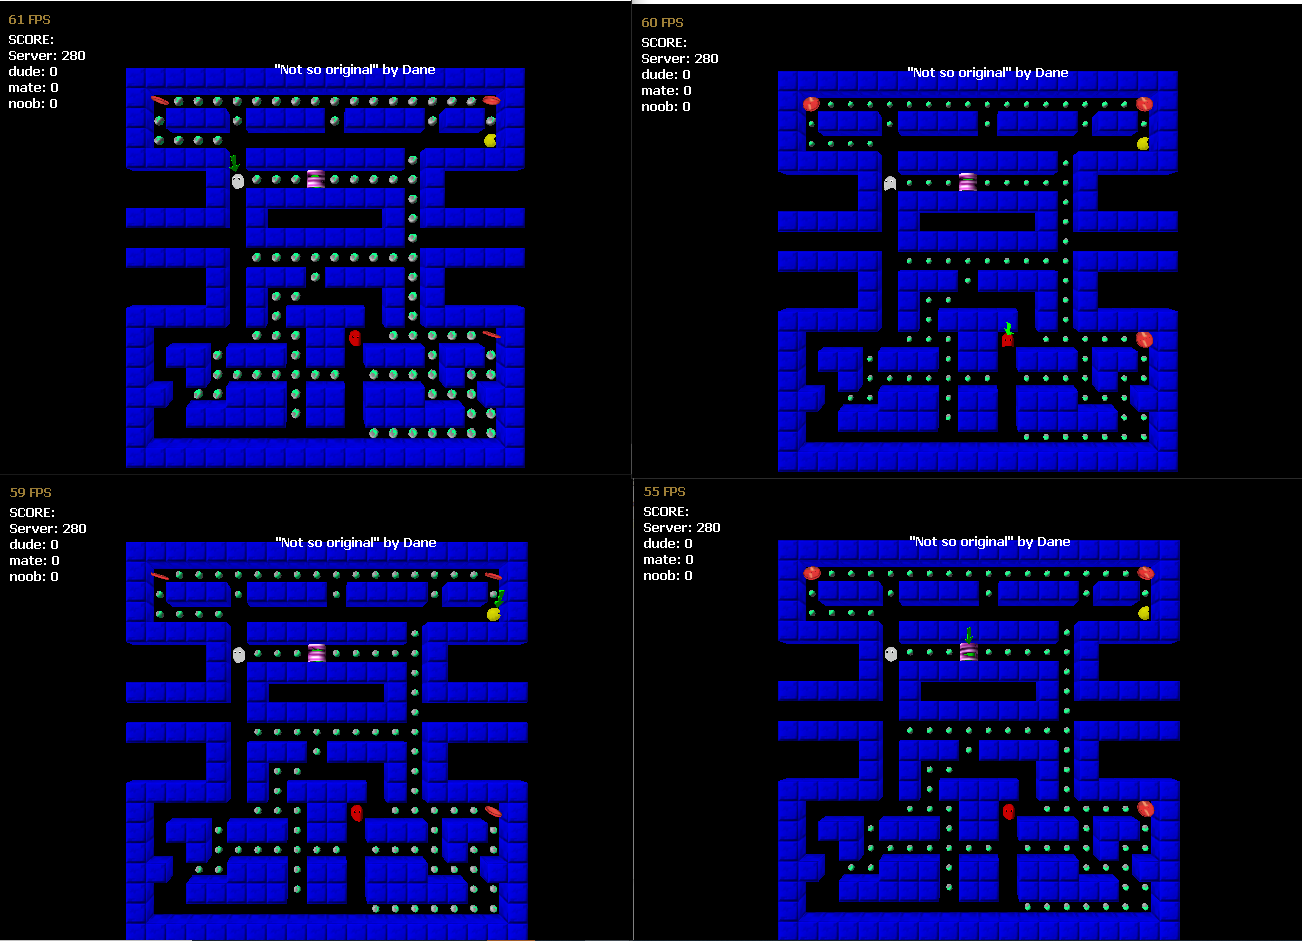 61 FPS
SCORE:
Server: 280
dude: 0
mate: 0
noob: 0
"Not so original" by Dane
60 FPS
SCORE:
Server: 280
dude: 0
mate: 0
noob: 0
"Not so original" by Dane
59 FPS
SCORE:
Server: 280
dude: 0
mate: 0
noob: 0
"Not so original" by Dane
55 FPS
SCORE:
Server: 280
dude: 0
mate: 0
noob: 0
"Not so original" by Dane